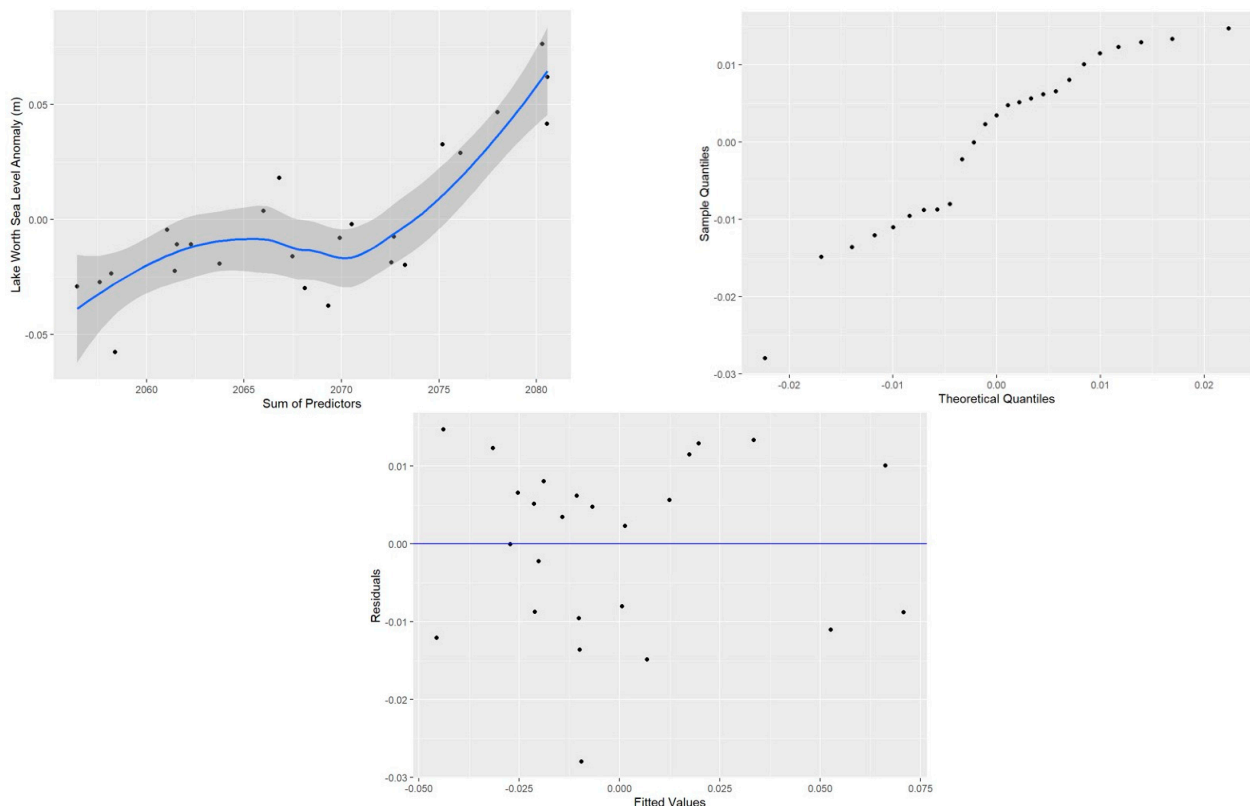 Lake Worth Sea Level Anomaly (m)
0.05
0.00
-0.05
2060 2065 2070 2075 2080
Sum of Predictors
Sample Quantiles
0.01
0.00
-0.01
-0.02
-0.03
-0.02 -0.01 0.00 0.01 0.02
Theoretical Quantiles
Residuals
0.01
0.00
-0.01
-0.02
-0.03
-0.050 -0.025 0.000 0.025 0.050 0.075
Fitted Values